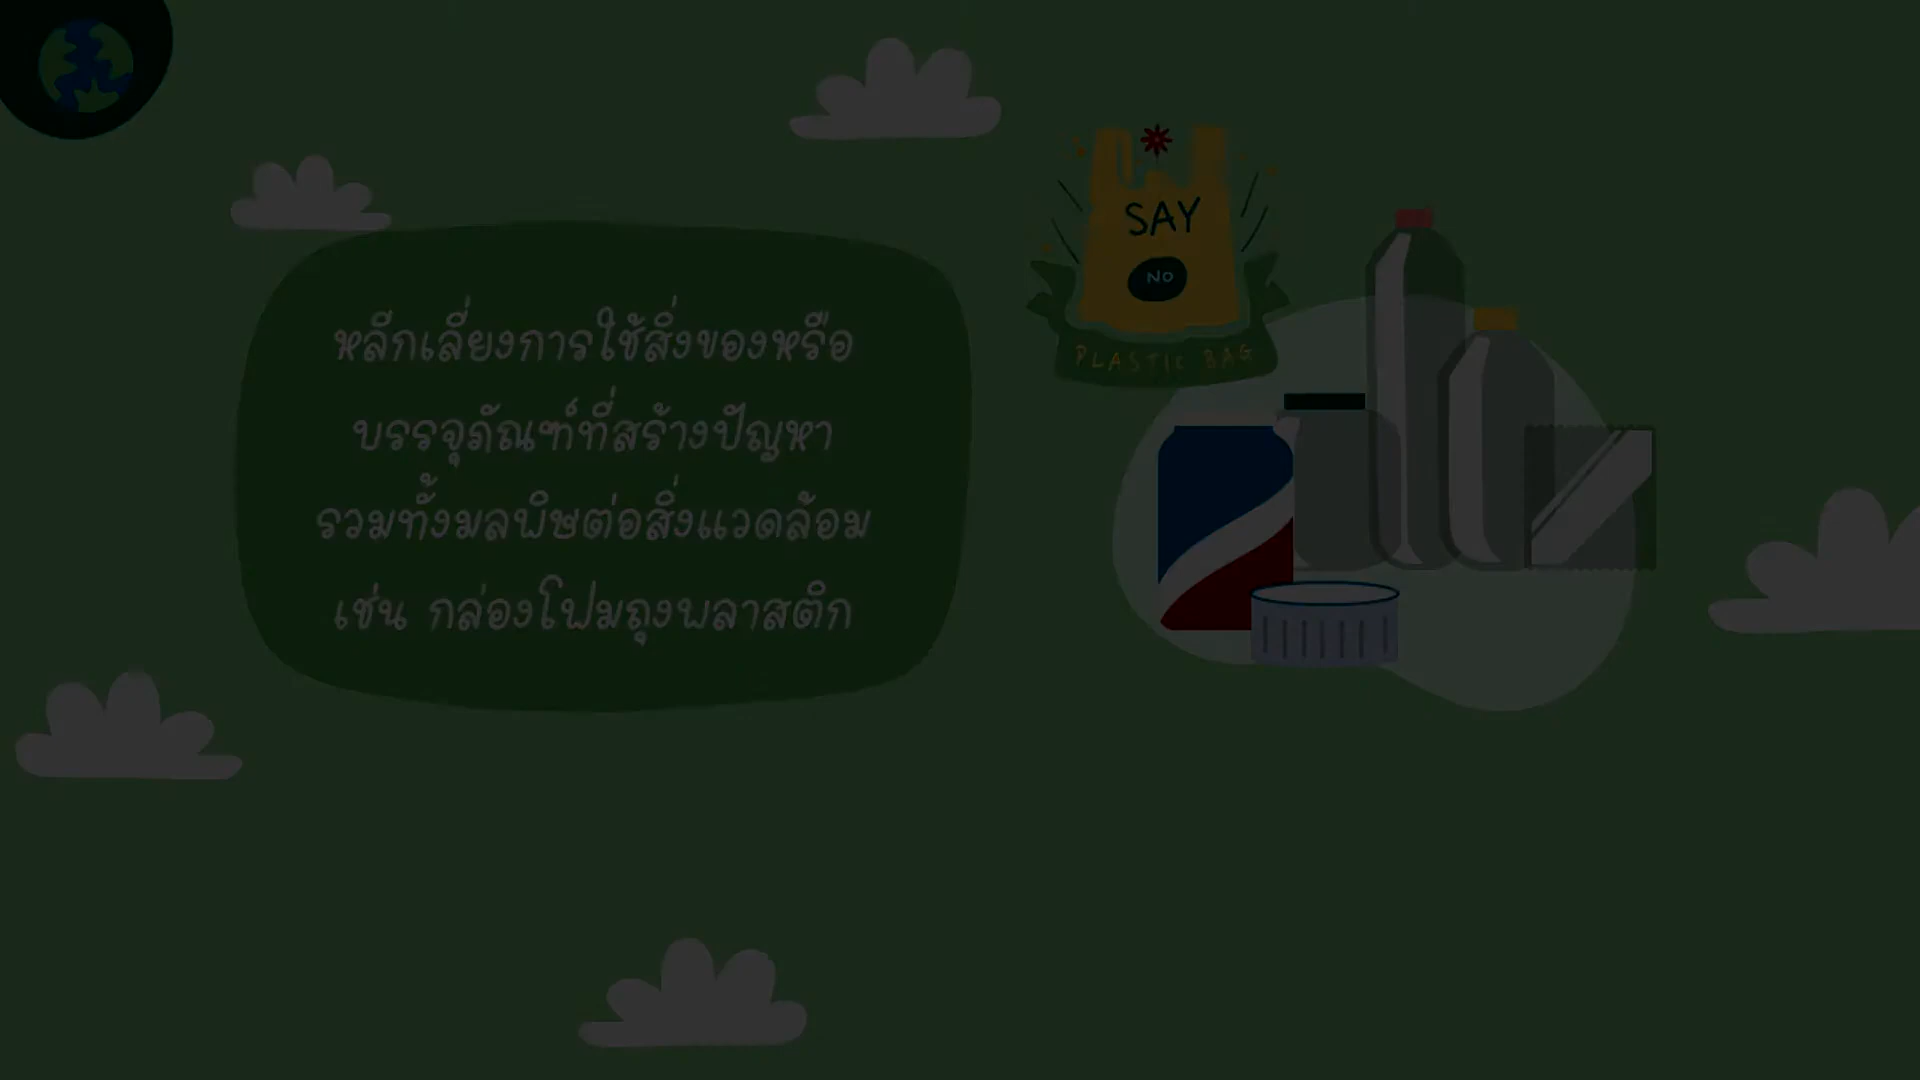 หลีกเลี่ยงการใช้สิ่งของหรือ
บรรจุภัณฑ์ที่สร้างปัญหา
รวมทั้งมลพิษต่อสิ่งแวดล้อม
เช่น กล่องโฟมถุงพลาสติก
SAY
NO
PLASTIC BAG